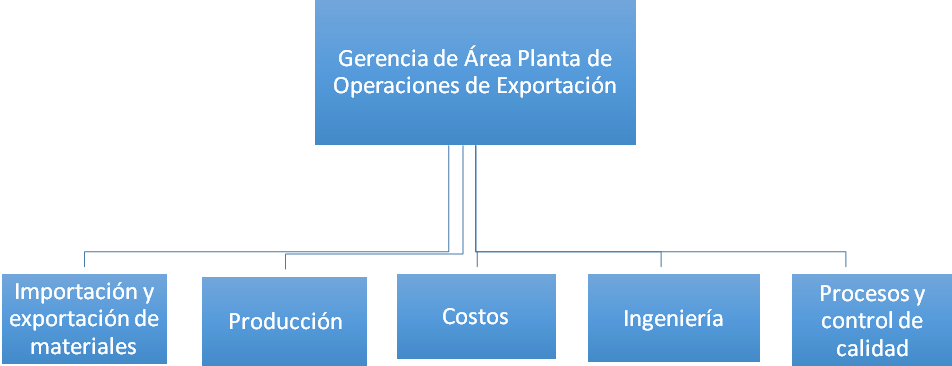 Gerencia de Área Planta de
Operaciones de Exportación
Importación y
exportación de
materiales
Producción
Costos
Ingeniería
Procesos y
control de
calidad